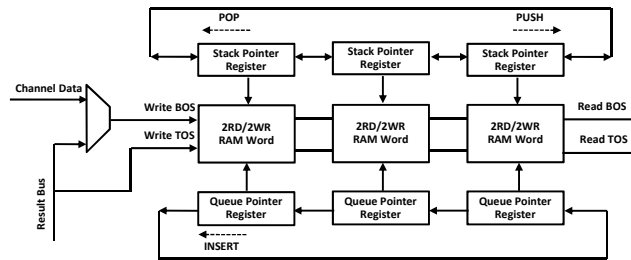 POP
PUSH
Stack Pointer
Register
Stack Pointer
Register
Stack Pointer
Register
Channel Data
Write BOS
Write TOS
2RD/2WR
RAM Word
2RD/2WR
RAM Word
2RD/2WR
RAM Word
Read BOS
Read TOS
Result Bus
Queue Pointer
Register
Queue Pointer
Register
Queue Pointer
Register
INSERT